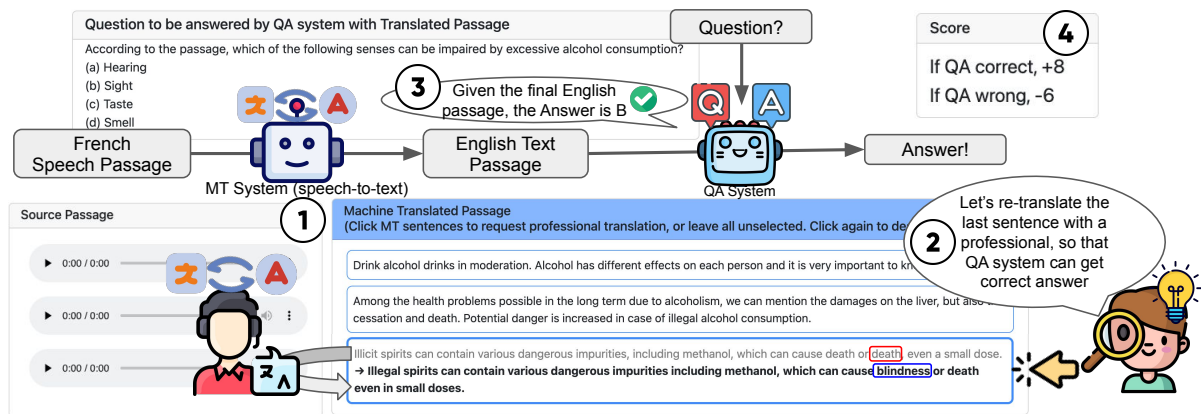 Question to be answered by QA system with Translated Passage
According to the passage, which of the following senses can be impaired by excessive alcohol consumption?
(a) Hearing
(b) Sight
(c) Taste
(d) Smell
Question?
Score
4
If QA correct, +8
If QA wrong, -6
3
Given the final English
passage, the Answer is B
文 A
Q A
French
Speech Passage
MT System (speech-to-text)
English Text
Passage
QA System
Answer!
Source Passage
1
0:00 / 0:00
0:00 / 0:00
0:00 / 0:00
文 A
Machine Translated Passage
(Click MT sentences to request professional translation, or leave all unselected. Click again to de
Drink alcohol drinks in moderation. Alcohol has different effects on each person and it is very important to kn
Among the health problems possible in the long term due to alcoholism, we can mention the damages on the liver, but also
cessation and death. Potential danger is increased in case of illegal alcohol consumption.
Illicit spirits can contain various dangerous impurities, including methanol, which can cause death or death, even a small dose.
→ Illegal spirits can contain various dangerous impurities including methanol, which can cause blindness or death
even in small doses.
2
Let's re-translate the
last sentence with a
professional, so that
QA system can get
correct answer